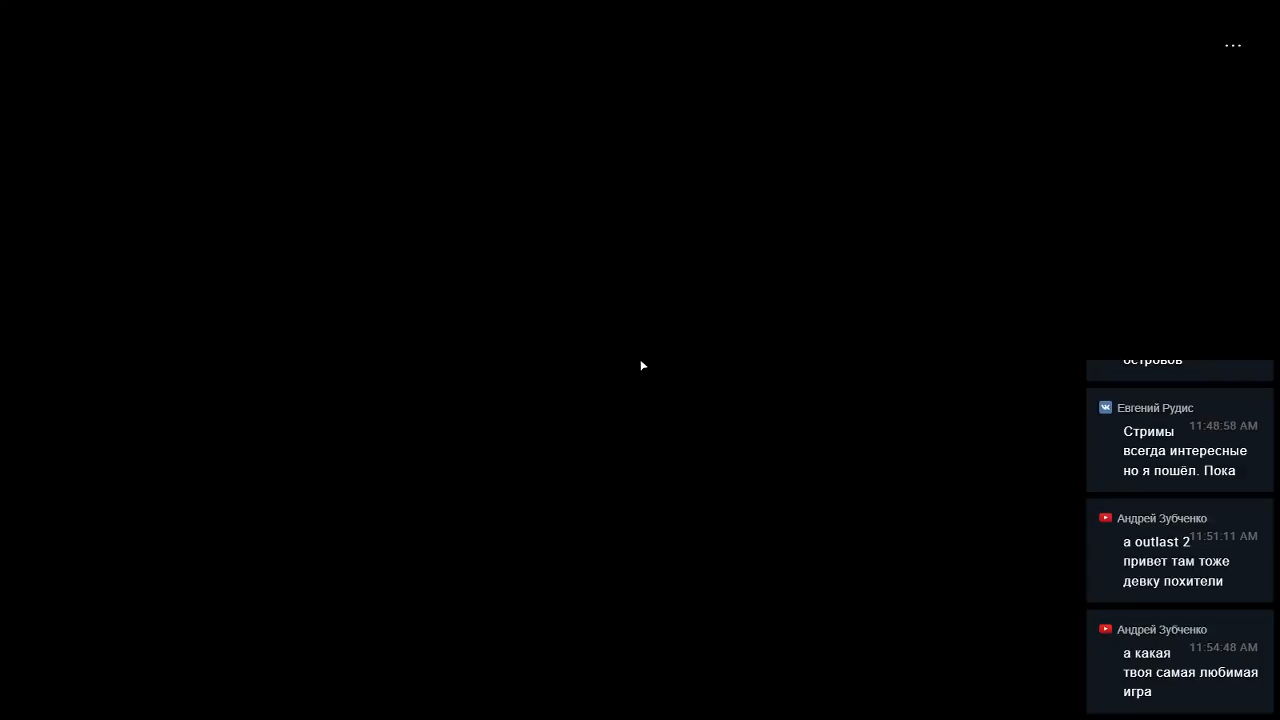 ...
островов
Евгений Рудис
Стримы 11:48:58 AM
всегда интересные
но я пошёл. Пока
Андрей Зубченко
а outlast 2 11:51:11 AM
привет там тоже
девку похители
Андрей Зубченко
а какая 11:54:48 AM
твоя самая любимая
игра